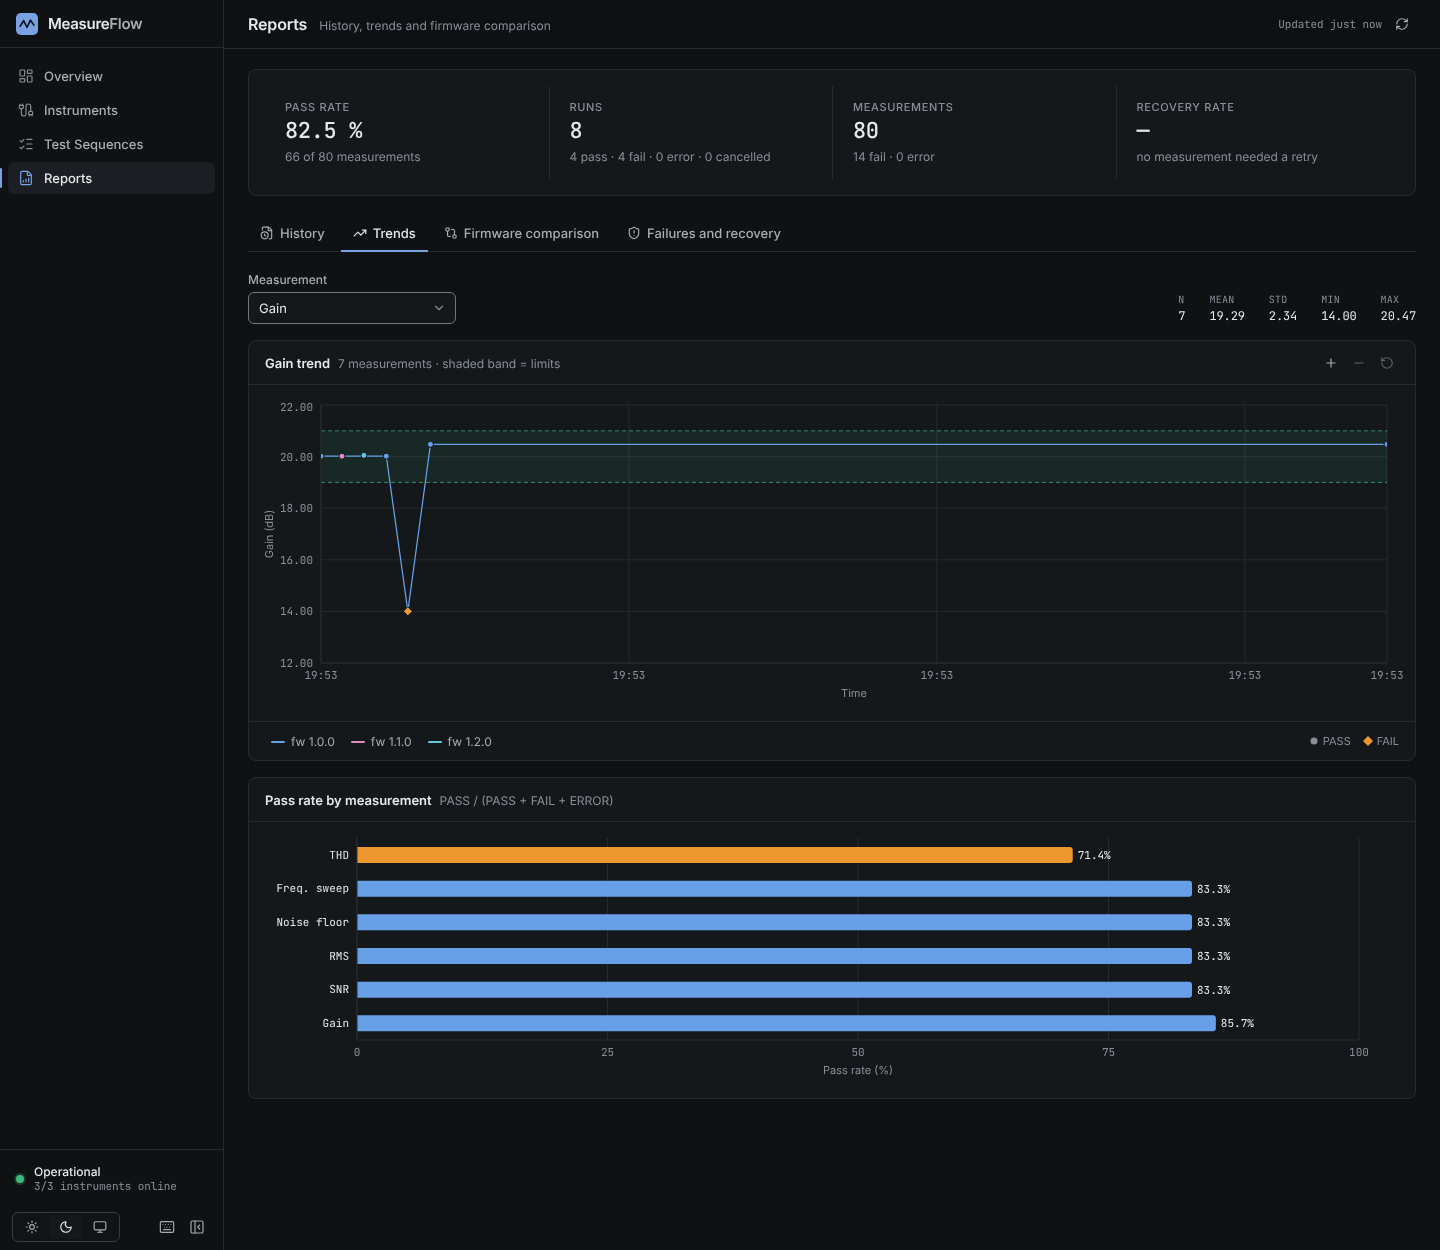 MeasureFlow
Overview
Instruments
Test Sequences
Reports
Reports History, trends and firmware comparison
Updated just now
PASS RATE
82.5 %
66 of 80 measurements
RUNS
8
4 pass · 4 fail · 0 error · 0 cancelled
MEASUREMENTS
80
14 fail · 0 error
RECOVERY RATE
—
no measurement needed a retry
History Trends Firmware comparison Failures and recovery
Measurement
Gain
N MEAN STD MIN MAX
7 19.29 2.34 14.00 20.47
Gain trend 7 measurements · shaded band = limits
22.00
20.00
18.00
16.00
14.00
12.00
Gain (dB)
19:53 19:53 19:53 19:53 19:53
Time
fw 1.0.0 fw 1.1.0 fw 1.2.0
PASS FAIL
Pass rate by measurement PASS / (PASS + FAIL + ERROR)
THD 71.4%
Freq. sweep 83.3%
Noise floor 83.3%
RMS 83.3%
SNR 83.3%
Gain 85.7%
0 25 50 75 100
Pass rate (%)
Operational
3/3 instruments online